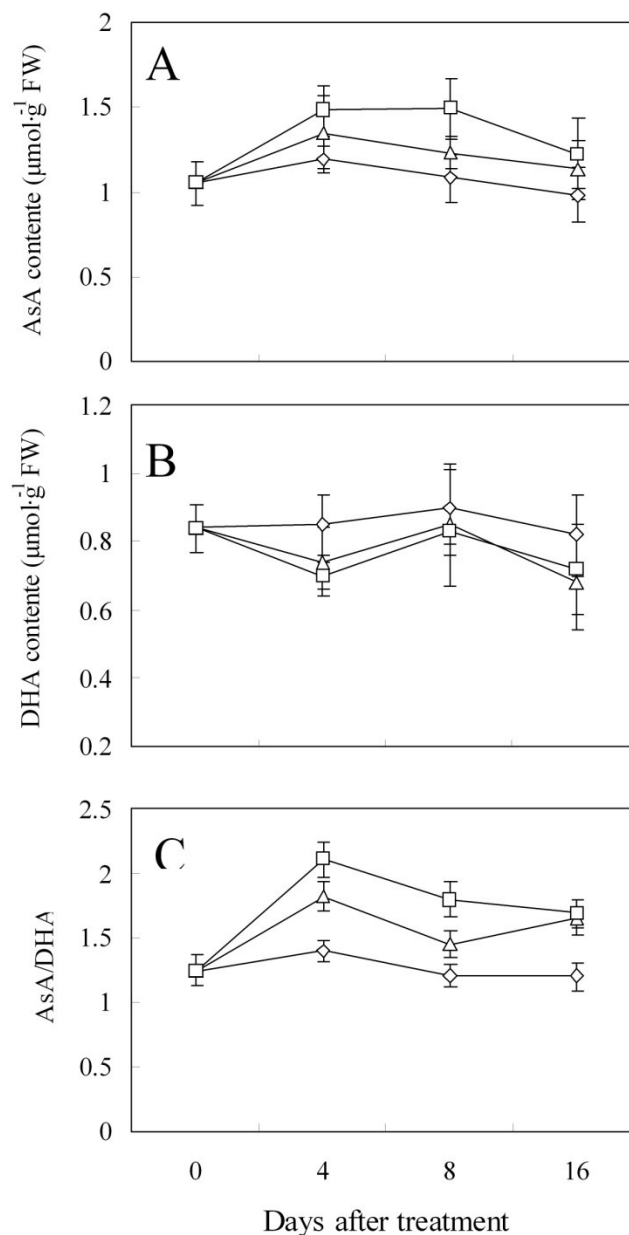 A
AsA contente (μmol·g⁻¹ FW)
2
1.5
1
0.5
0
B
DHA contente (μmol·g⁻¹ FW)
1.2
1
0.8
0.6
0.4
0.2
C
AsA/DHA
2.5
2
1.5
1
0.5
0
0 4 8 16
Days after treatment